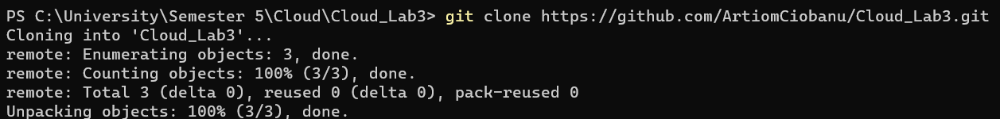 PS C:\University\Semester 5\Cloud\Cloud_Lab3> git clone https://github.com/ArtiomCiobanu/Cloud_Lab3.git
Cloning into 'Cloud_Lab3'...
remote: Enumerating objects: 3, done.
remote: Counting objects: 100% (3/3), done.
remote: Total 3 (delta 0), reused 0 (delta 0), pack-reused 0
Unpacking objects: 100% (3/3), done.